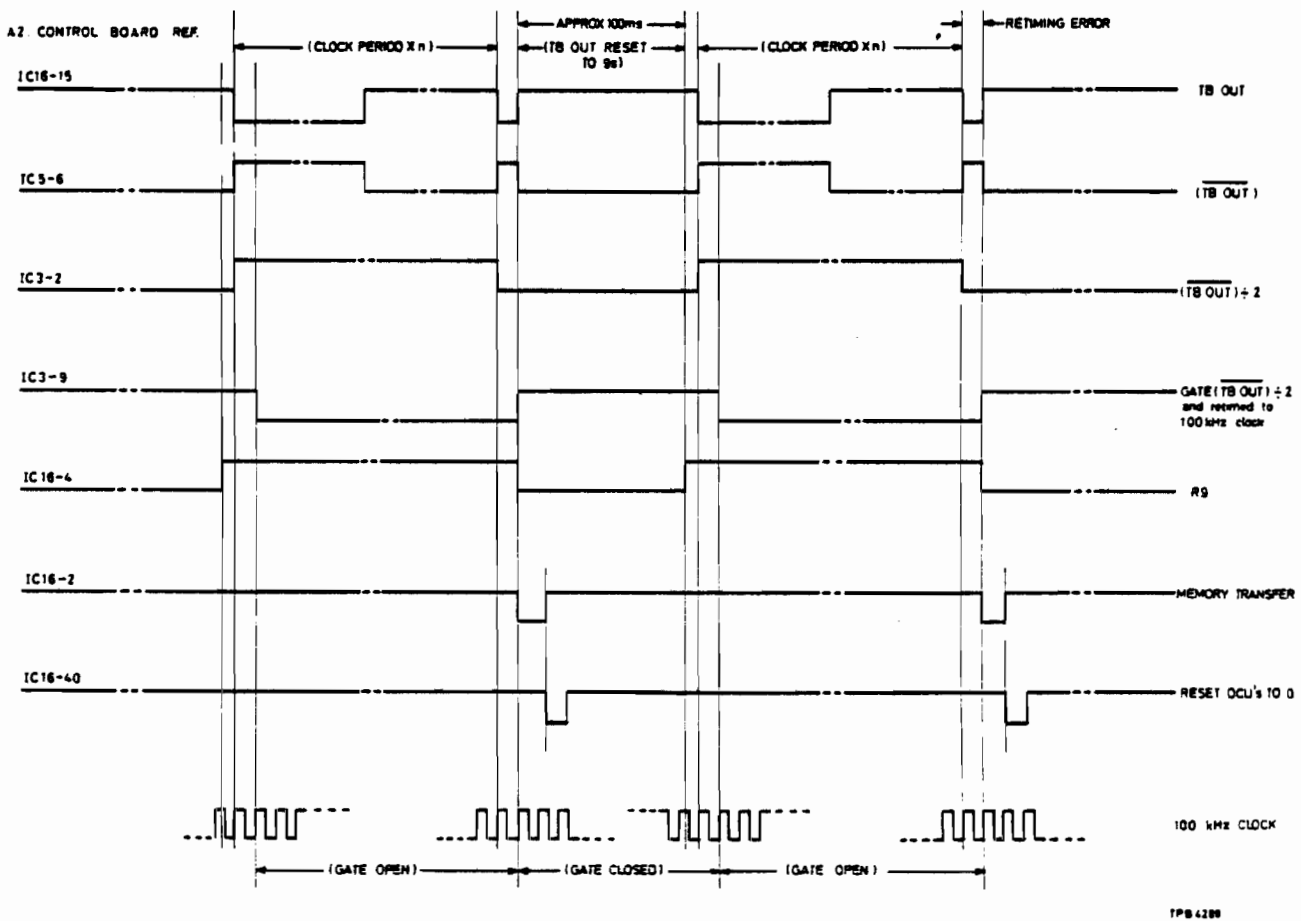 A2. CONTROL BOARD REF.
APPROX 100ms
RETIMING ERROR
(CLOCK PERIOD X n)
(TB OUT RESET
TO 9s)
(CLOCK PERIOD X n)
IC16-15
TB OUT
IC5-6
(TB OUT)
IC3-2
(TB OUT)÷2
IC3-9
GATE (TB OUT)÷2
and retimed to
100kHz clock
IC16-4
R9
IC16-2
MEMORY TRANSFER
IC16-40
RESET DCU's TO 0
100 kHz CLOCK
(GATE OPEN)
(GATE CLOSED)
(GATE OPEN)
TPB 4288